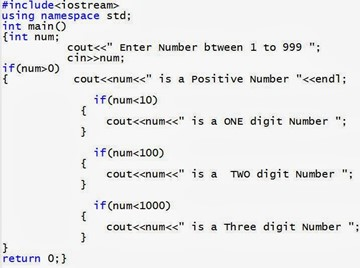 #include<iostream>
using namespace std;
int main()
{int num;
cout<<" Enter Number btween 1 to 999 ";
cin>>num;
if(num>0)
{ cout<<num<<" is a Positive Number "<<endl;
if(num<10)
{
cout<<num<<" is a ONE digit Number ";
}
if(num<100)
{
cout<<num<<" is a  TWO digit Number ";
}
if(num<1000)
{
cout<<num<<" is a Three digit Number ";
}
}
return 0;}